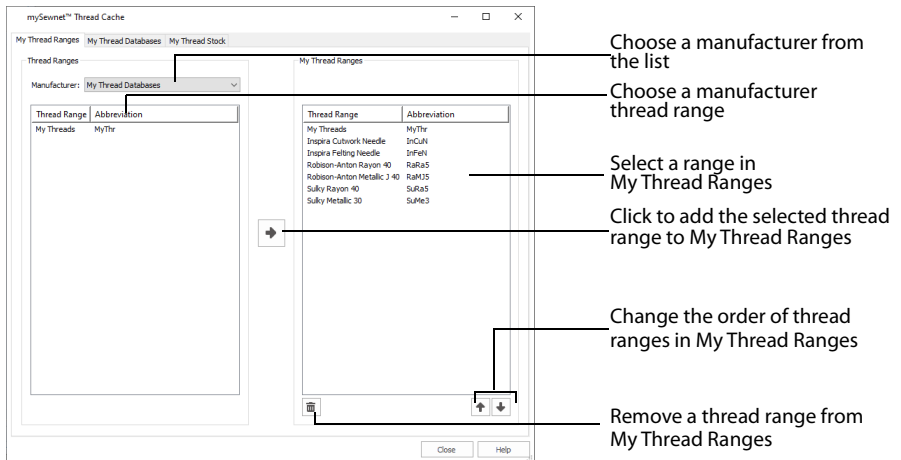 mySewnet™ Thread Cache
My Thread Ranges My Thread Databases My Thread Stock
Thread Ranges
Manufacturer: My Thread Databases
Thread Range Abbreviation
My Threads MyThr
My Thread Ranges
Thread Range Abbreviation
My Threads MyThr
Inspira Cutwork Needle InCuN
Inspira Felting Needle InFeN
Robison-Anton Rayon 40 RaRa5
Robison-Anton Metallic J 40 RaMJ5
Sulky Rayon 40 SuRa5
Sulky Metallic 30 SuMe3
Close Help
Choose a manufacturer from
the list
Choose a manufacturer
thread range
Select a range in
My Thread Ranges
Click to add the selected thread
range to My Thread Ranges
Change the order of thread
ranges in My Thread Ranges
Remove a thread range from
My Thread Ranges